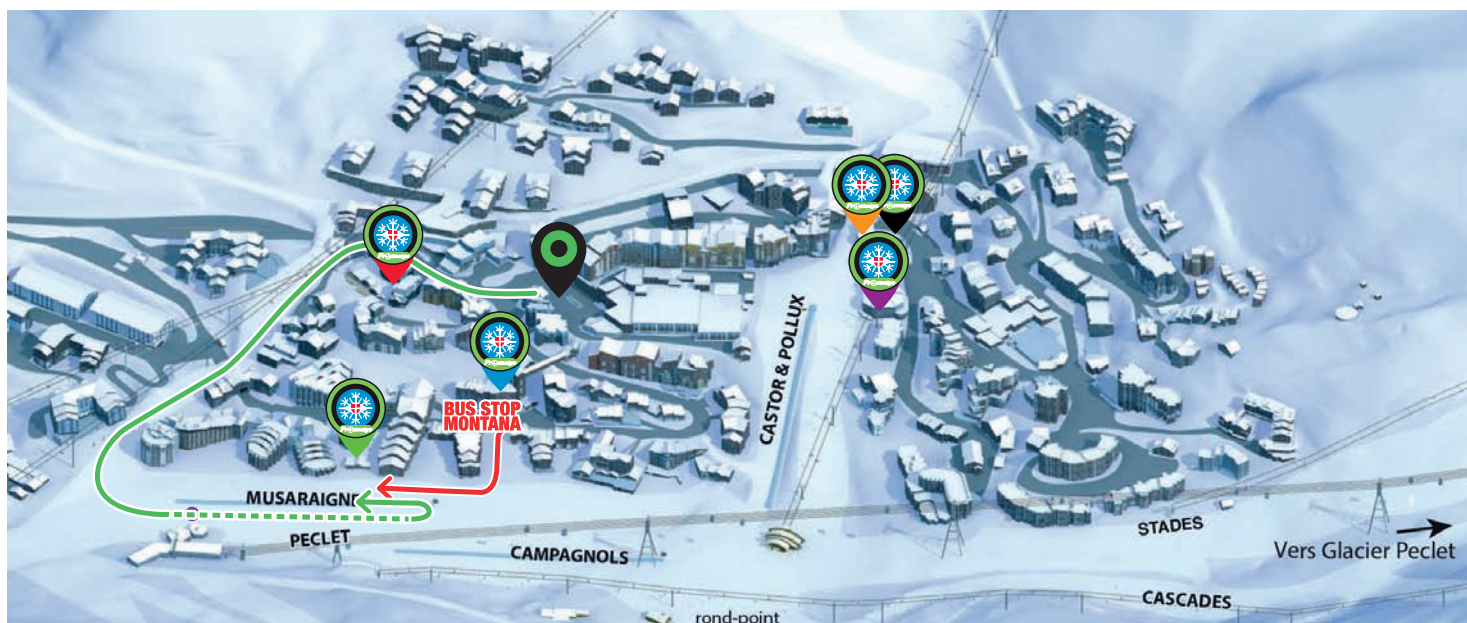 BUS STOP
MONTANA
CASTOR & POLLUX
MUSARAIGNE
PECLET
CAMPAGNOLS
STADES
Vers Glacier Peclet
CASCADES
rond-point